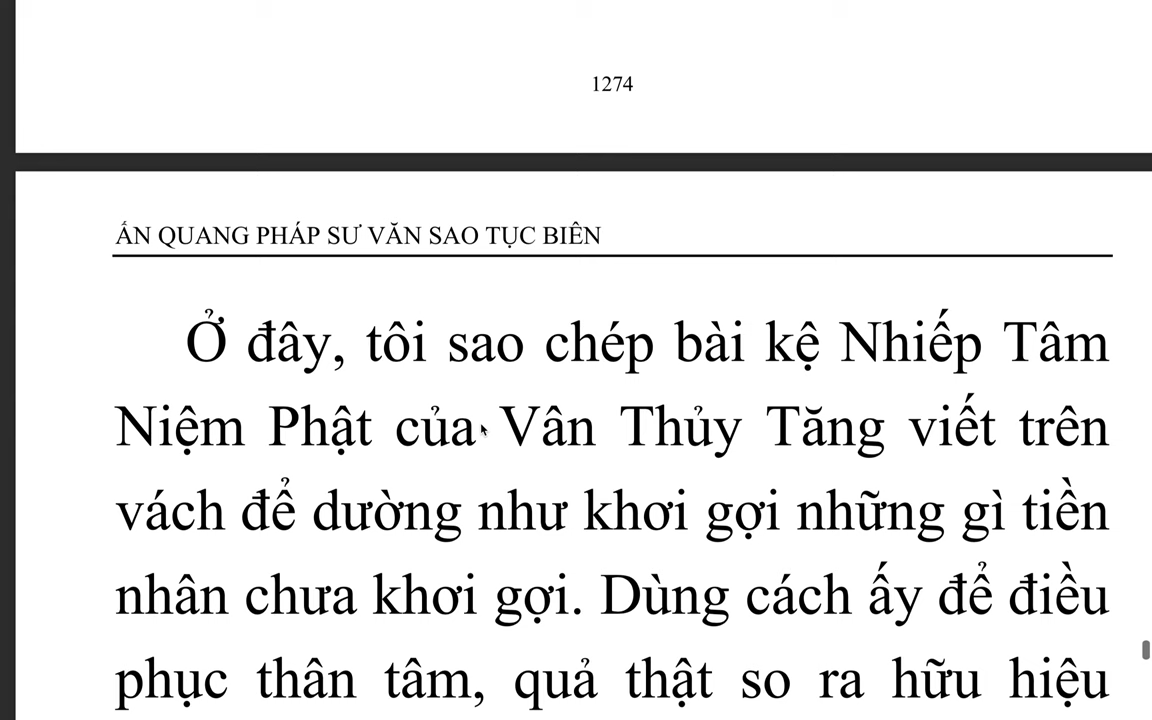 1274
ẤN QUANG PHÁP SƯ VĂN SAO TỤC BIÊN
Ở đây, tôi sao chép bài kệ Nhiếp Tâm
Niệm Phật của Vân Thủy Tăng viết trên
vách để dường như khơi gợi những gì tiền
nhân chưa khơi gợi. Dùng cách ấy để điều
phục thân tâm, quả thật so ra hữu hiệu